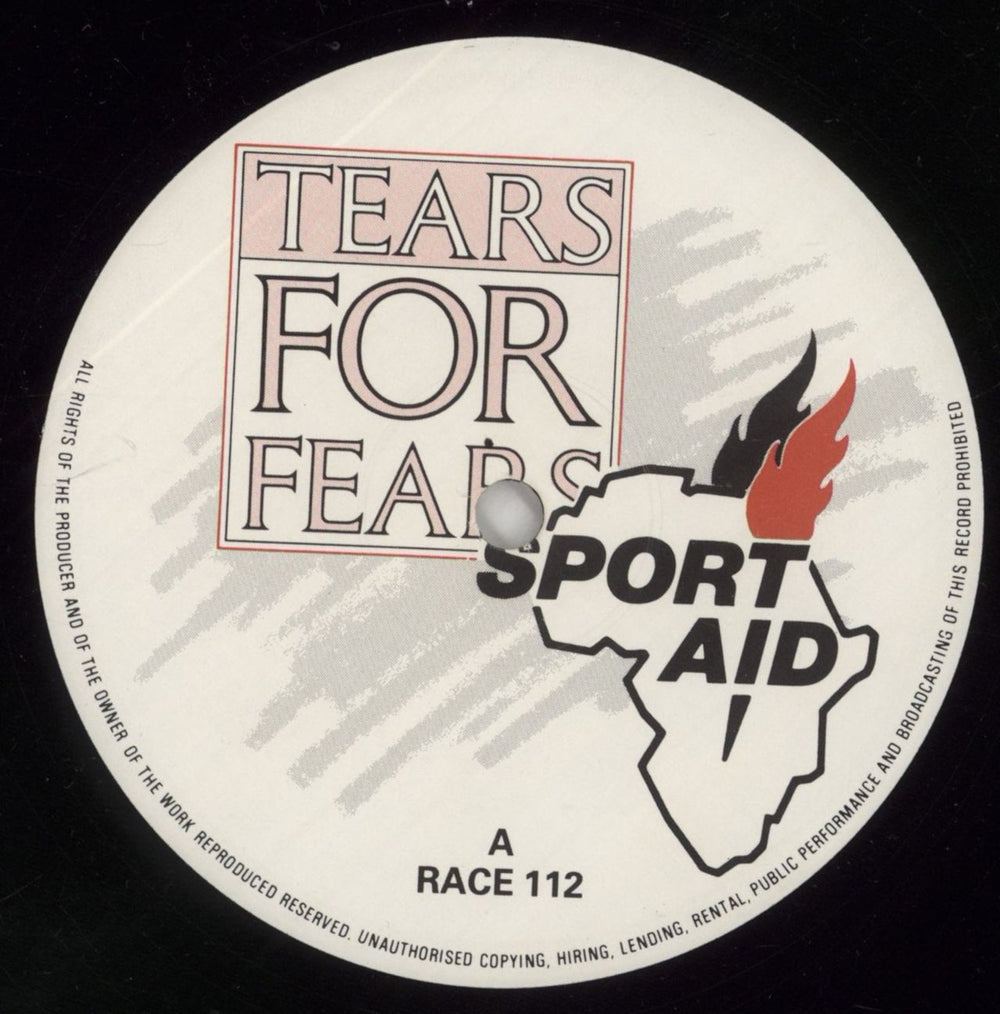 TEARS
FOR
FEARS
SPORT
AID
A
RACE 112
ALL RIGHTS OF THE PRODUCER AND OF THE OWNER OF THE WORK REPRODUCED RESERVED. UNAUTHORISED COPYING, HIRING, LENDING, RENTAL, PUBLIC PERFORMANCE AND BROADCASTING OF THIS RECORD PROHIBITED